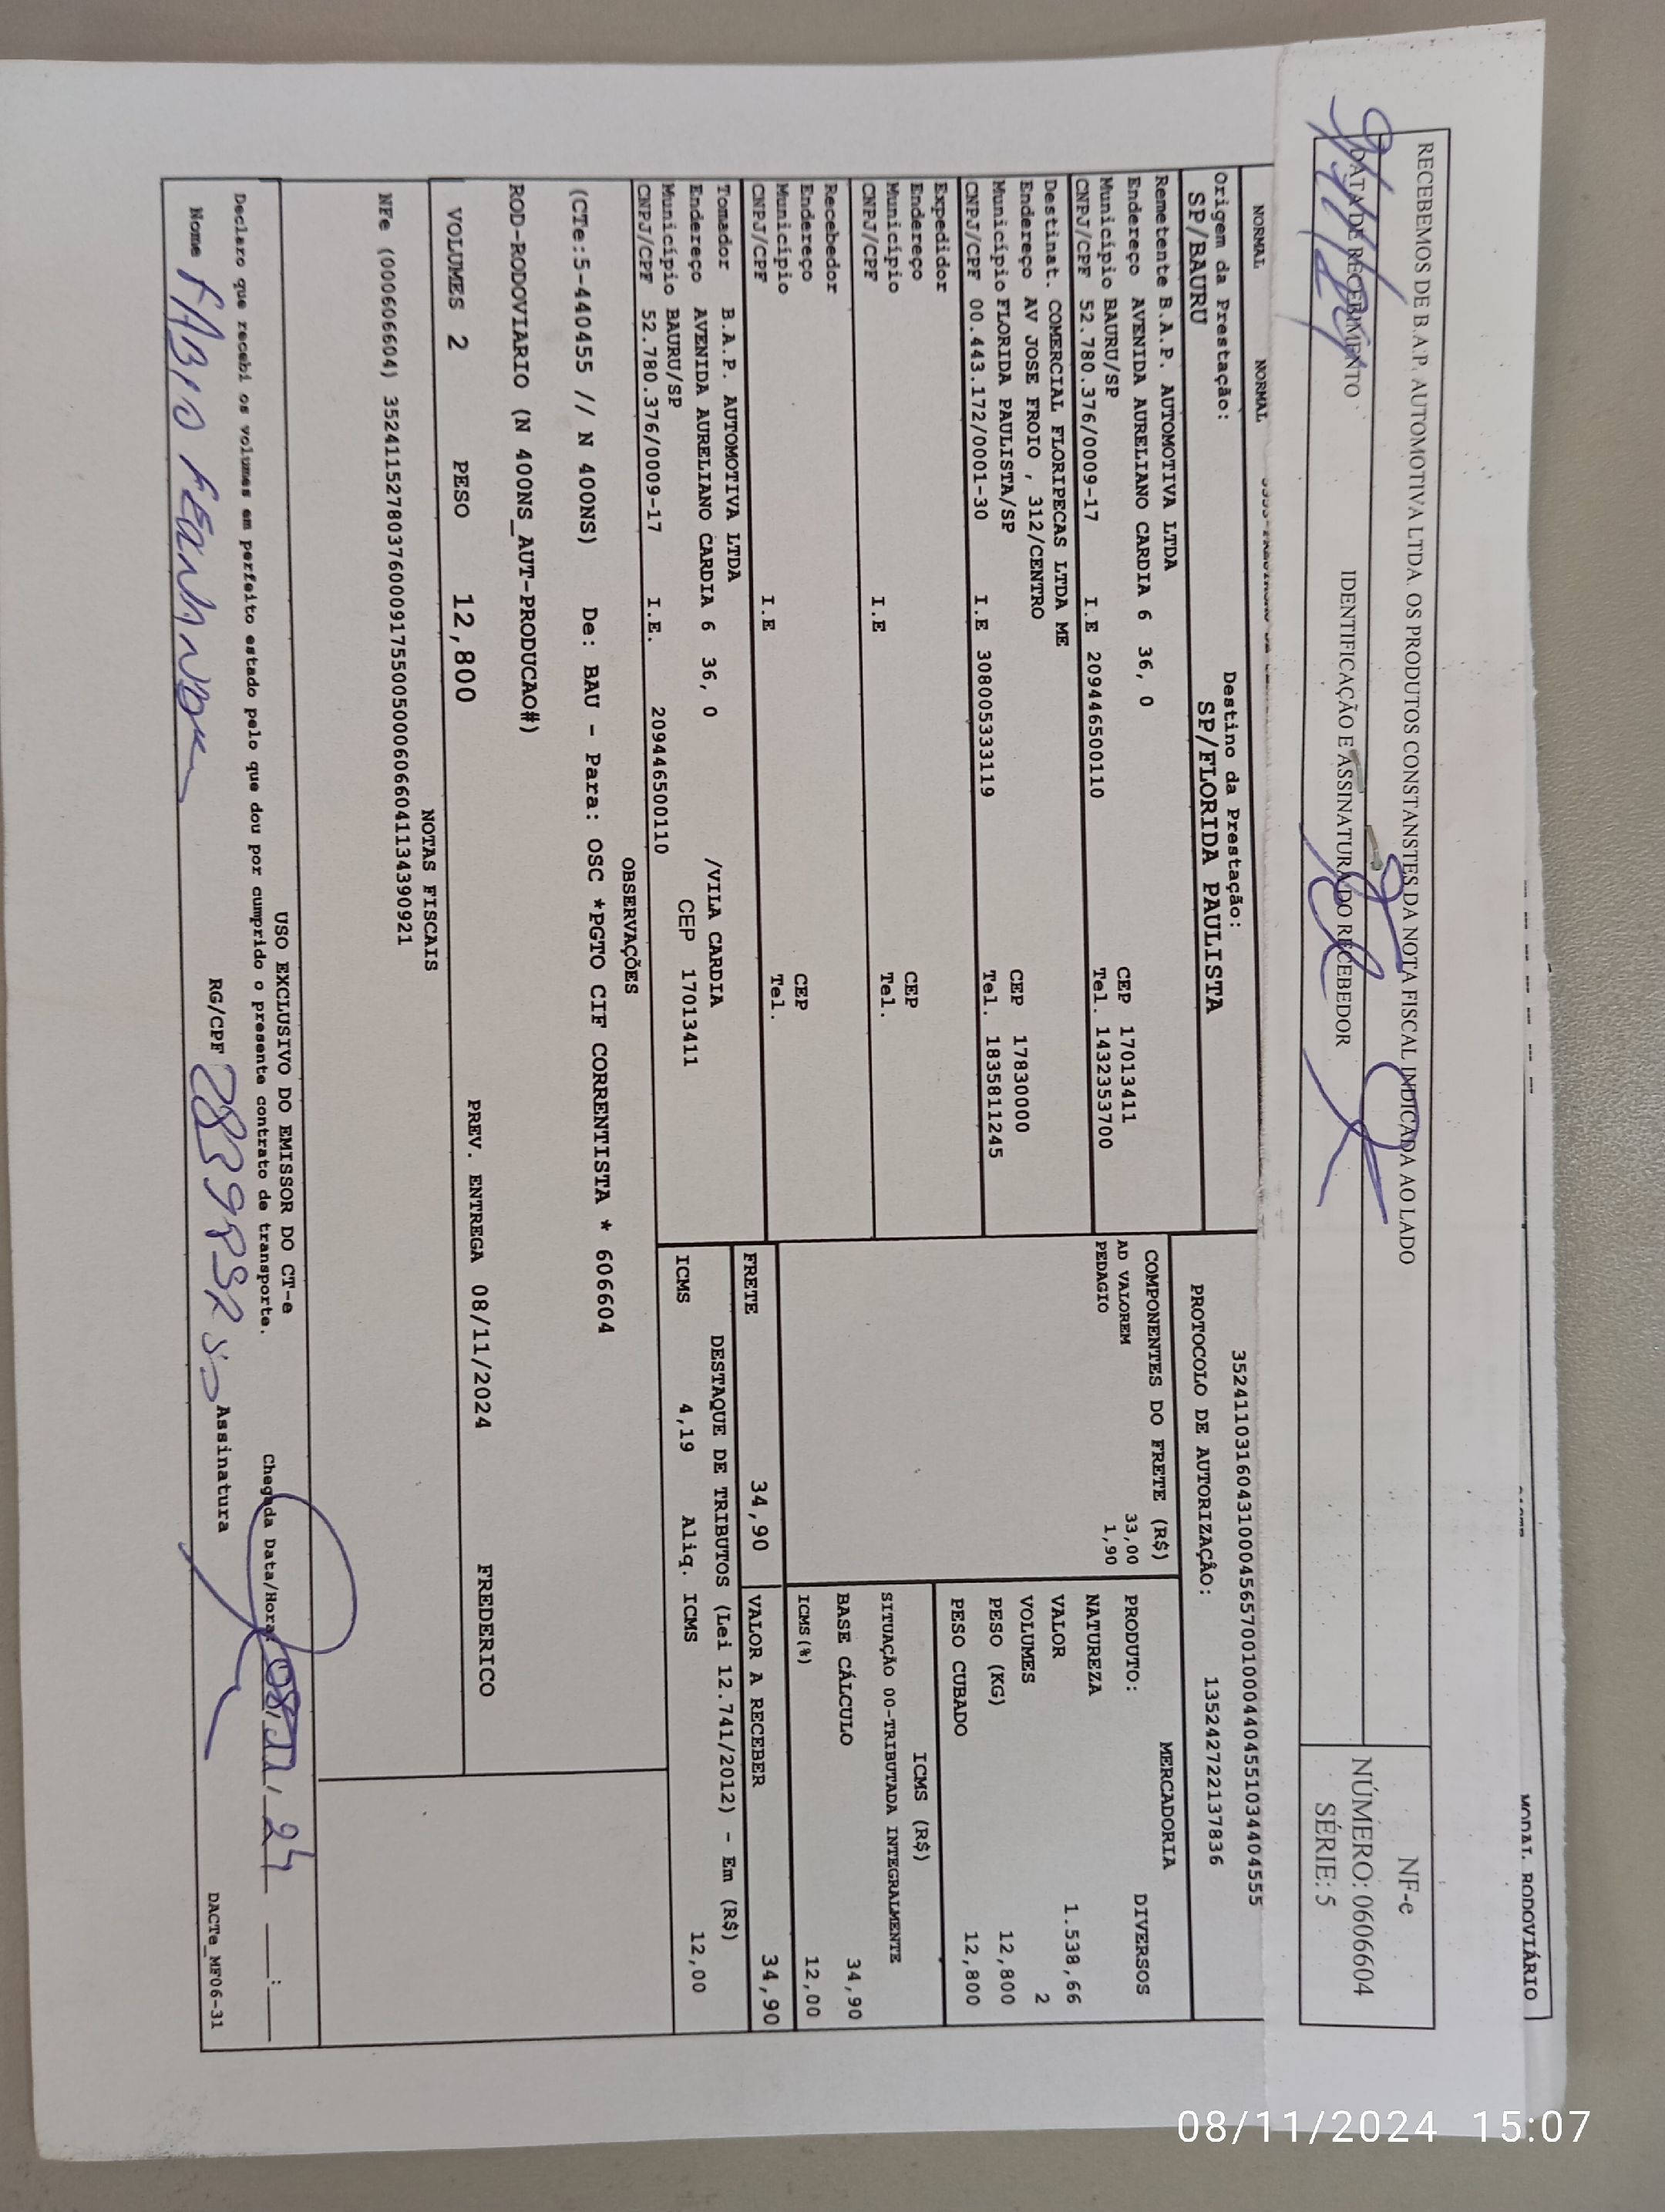 MODAL RODOVIÁRIO
RECEBEMOS DE B.A.P. AUTOMOTIVA LTDA. OS PRODUTOS CONSTANSTES DA NOTA FISCAL INDICADA AO LADO
DATA DE RECEBIMENTO
IDENTIFICAÇÃO E ASSINATURA DO RECEBEDOR
NF-e
NÚMERO: 0606604
SÉRIE: 5
NORMAL NORMAL
Origem da Prestação:
SP/BAURU
Destino da Prestação:
SP/FLORIDA PAULISTA
PROTOCOLO DE AUTORIZAÇÃO: 135242722137836
Remetente B.A.P. AUTOMOTIVA LTDA
Endereço AVENIDA AURELIANO CARDIA 6 36, 0
Município BAURU/SP CEP 17013411
CNPJ/CPF 52.780.376/0009-17 I.E 209446500110 Tel. 1432353700
Destinat. COMERCIAL FLORIPECAS LTDA ME
Endereço AV JOSE FROIO , 312/CENTRO
Município FLORIDA PAULISTA/SP CEP 17830000
CNPJ/CPF 00.443.172/0001-30 I.E 308005333119 Tel. 1835811245
Expedidor
Endereço
Município CEP
CNPJ/CPF I.E Tel.
Recebedor
Endereço
Município CEP
CNPJ/CPF I.E Tel.
Tomador B.A.P. AUTOMOTIVA LTDA
Endereço AVENIDA AURELIANO CARDIA 6 36, 0 /VILA CARDIA
Município BAURU/SP CEP 17013411
CNPJ/CPF 52.780.376/0009-17 I.E. 209446500110
COMPONENTES DO FRETE (R$)
AD VALOREM 33,00
PEDAGIO 1,90
MERCADORIA
PRODUTO: DIVERSOS
NATUREZA
VALOR 1.538,66
VOLUMES 2
PESO (KG) 12,800
PESO CUBADO 12,800
ICMS (R$)
SITUAÇÃO 00-TRIBUTADA INTEGRALMENTE
BASE CÁLCULO 34,90
ICMS(%) 12,00
FRETE 34,90
VALOR A RECEBER 34,90
DESTAQUE DE TRIBUTOS (Lei 12.741/2012) - Em (R$)
ICMS 4,19 Aliq. ICMS 12,00
OBSERVAÇÕES
(CTe:5-440455 // N 400NS) De: BAU - Para: OSC *PGTO CIF CORRENTISTA * 606604
ROD-RODOVIARIO (N 400NS_AUT-PRODUCAO#)
VOLUMES 2 PESO 12,800 PREV. ENTREGA 08/11/2024 FREDERICO
NOTAS FISCAIS
NFe (000606604) 35241152780376000917550050006066041134390921
USO EXCLUSIVO DO EMISSOR DO CT-e
Declaro que recebi os volumes em perfeito estado pelo que dou por cumprido o presente contrato de transporte.
Chegada Data/Hora: 08/11/24
Nome FABIO RG/CPF Assinatura
DACTe_MF06-31
08/11/2024 15:07